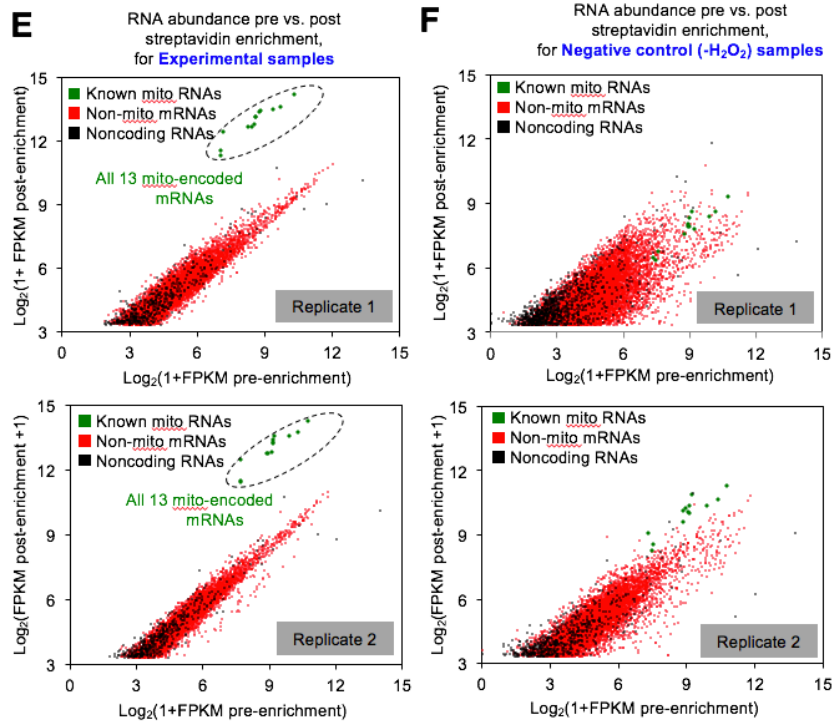 E
RNA abundance pre vs. post
streptavidin enrichment,
for Experimental samples
15
12
9
6
3
Log2(1+ FPKM post-enrichment)
Known mito RNAs
Non-mito mRNAs
Noncoding RNAs
All 13 mito-encoded
mRNAs
Replicate 1
0 3 6 9 12 15
Log2(1+FPKM pre-enrichment)
15
12
9
6
3
Log2(FPKM post-enrichment +1)
Known mito RNAs
Non-mito mRNAs
Noncoding RNAs
All 13 mito-encoded
mRNAs
Replicate 2
0 3 6 9 12 15
Log2(1+FPKM pre-enrichment)
F
RNA abundance pre vs. post
streptavidin enrichment,
for Negative control (-H2O2) samples
15
12
9
6
3
Log2(1+FPKM post-enrichment)
Known mito RNAs
Non-mito mRNAs
Noncoding RNAs
Replicate 1
0 3 6 9 12 15
Log2(1+FPKM pre-enrichment)
15
12
9
6
3
Log2(FPKM post-enrichment +1)
Known mito RNAs
Non-mito mRNAs
Noncoding RNAs
Replicate 2
0 3 6 9 12 15
Log2(1+FPKM pre-enrichment)